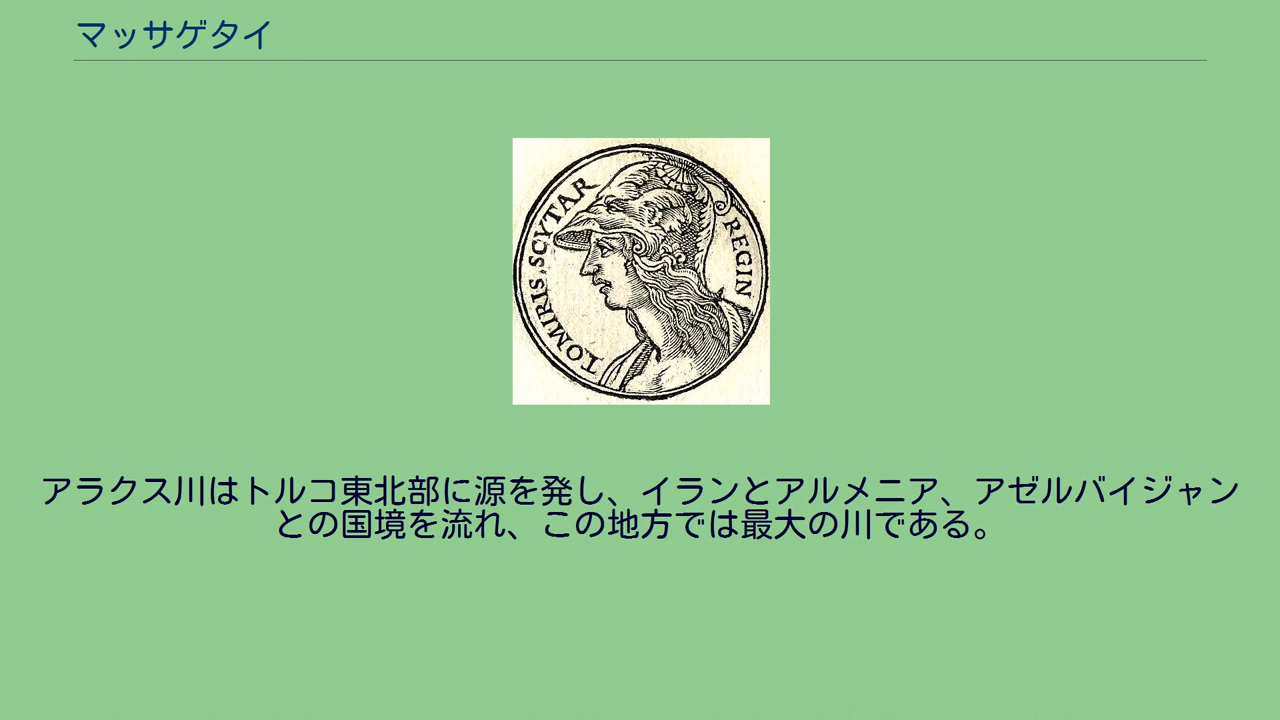 マッサゲタイ
TOMIRIS.SCYTAR REGIN
アラクス川はトルコ東北部に源を発し、イランとアルメニア、アゼルバイジャン
との国境を流れ、この地方では最大の川である。